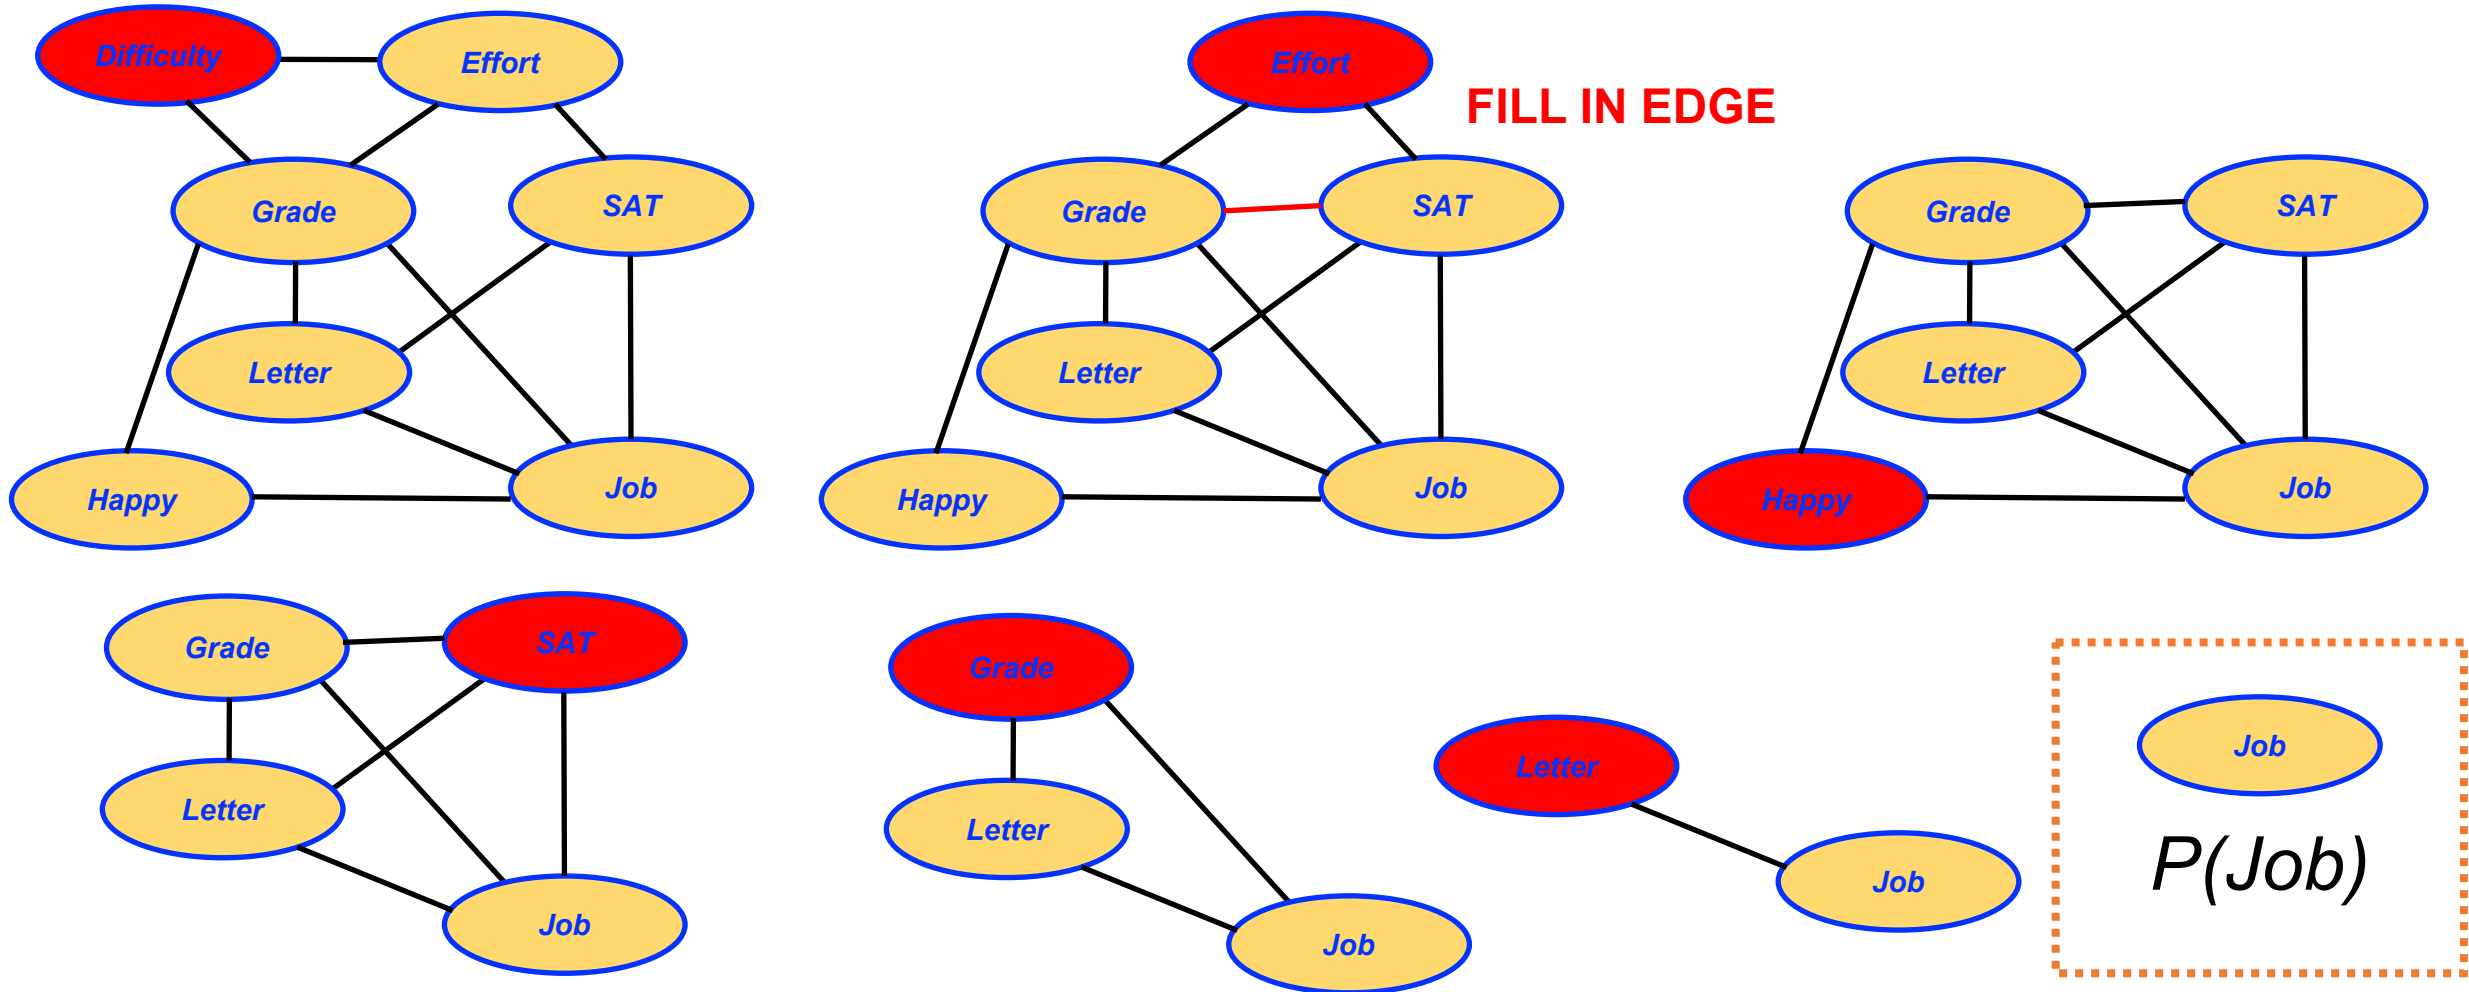 Difficulty
Effort
Grade
SAT
Letter
Happy
Job
Effort
FILL IN EDGE
Grade
SAT
Letter
Happy
Job
Grade
SAT
Letter
Happy
Job
Grade
SAT
Letter
Job
Grade
Letter
Job
Letter
Job
Job
P(Job)